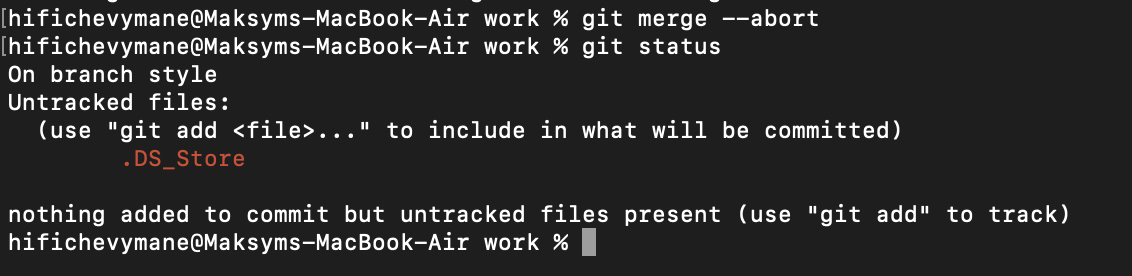 [hifichevymane@Maksyms-MacBook-Air work % git merge --abort
[hifichevymane@Maksyms-MacBook-Air work % git status
On branch style
Untracked files:
  (use "git add <file>..." to include in what will be committed)
        .DS_Store

nothing added to commit but untracked files present (use "git add" to track)
hifichevymane@Maksyms-MacBook-Air work %